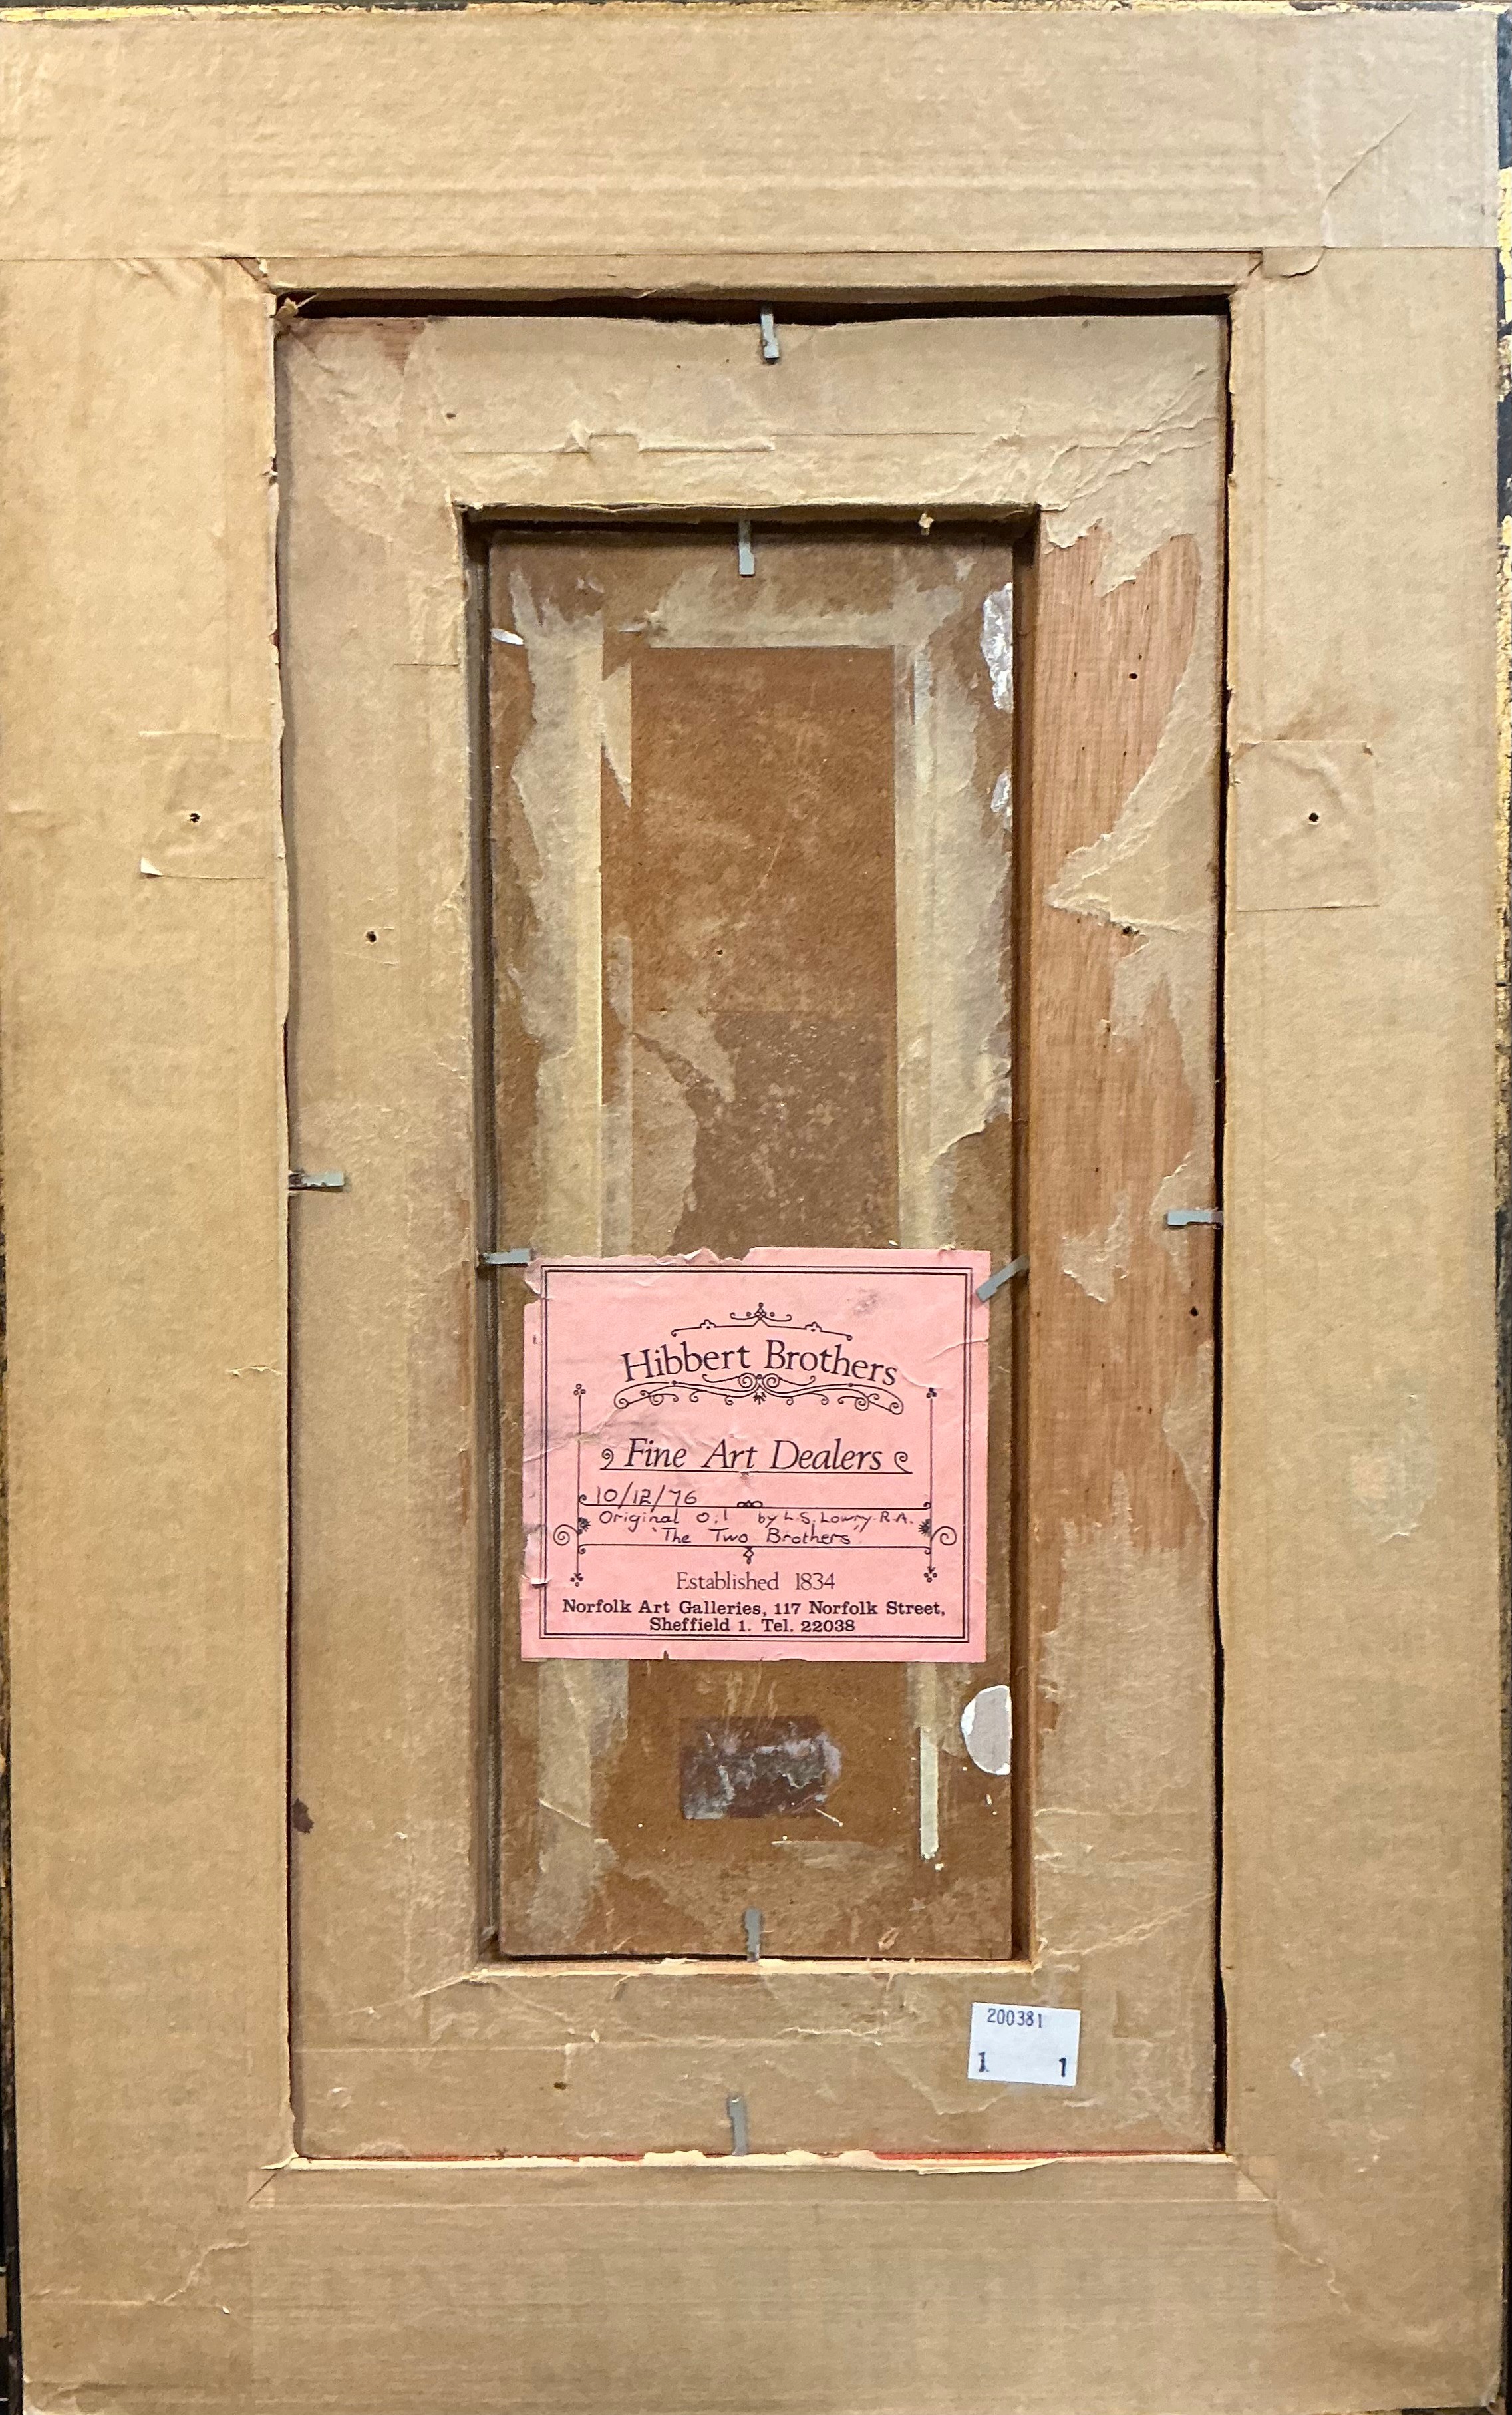 Hibbert Brothers
Fine Art Dealers
10/12/76
Original Oil by L.S. Lowry. R.A.
'The Two Brothers'
Established 1834
Norfolk Art Galleries, 117 Norfolk Street,
Sheffield 1. Tel. 22038
200381
1 1